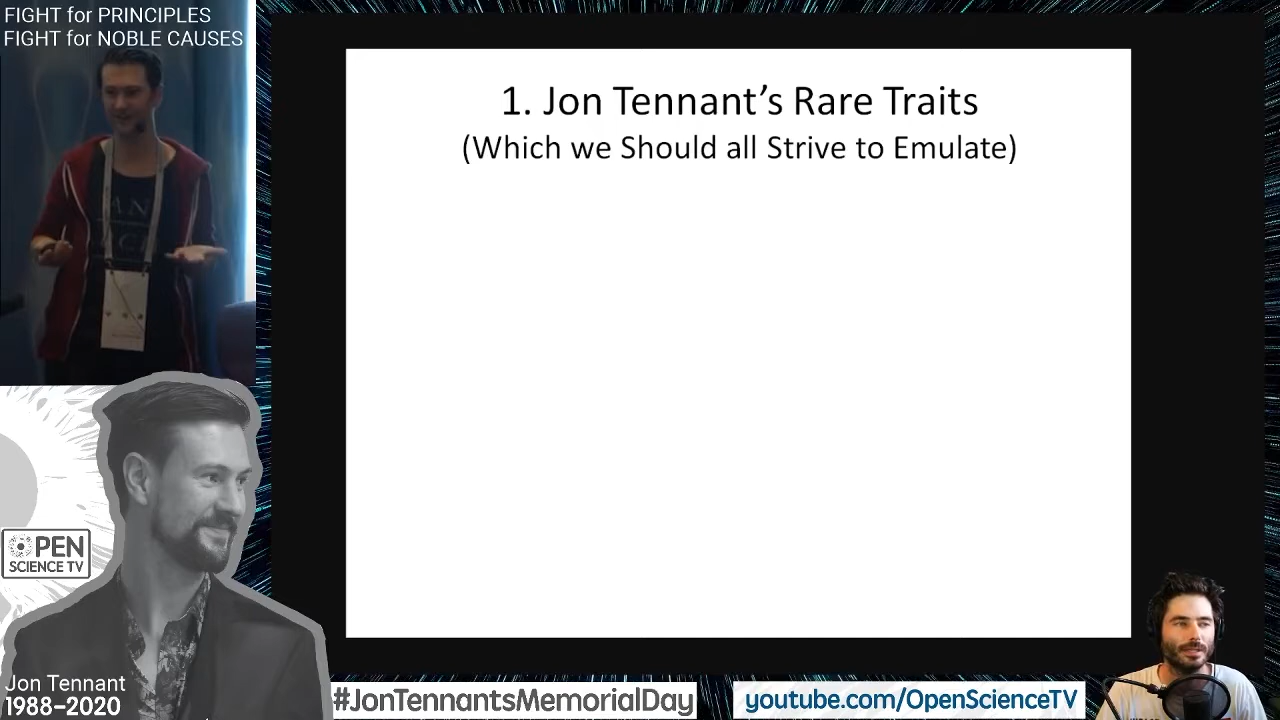 FIGHT for PRINCIPLES
FIGHT for NOBLE CAUSES
1. Jon Tennant’s Rare Traits
(Which we Should all Strive to Emulate)
OPEN
SCIENCE TV
Jon Tennant
1988–2020
#JonTennantsMemorialDay
youtube.com/OpenScienceTV